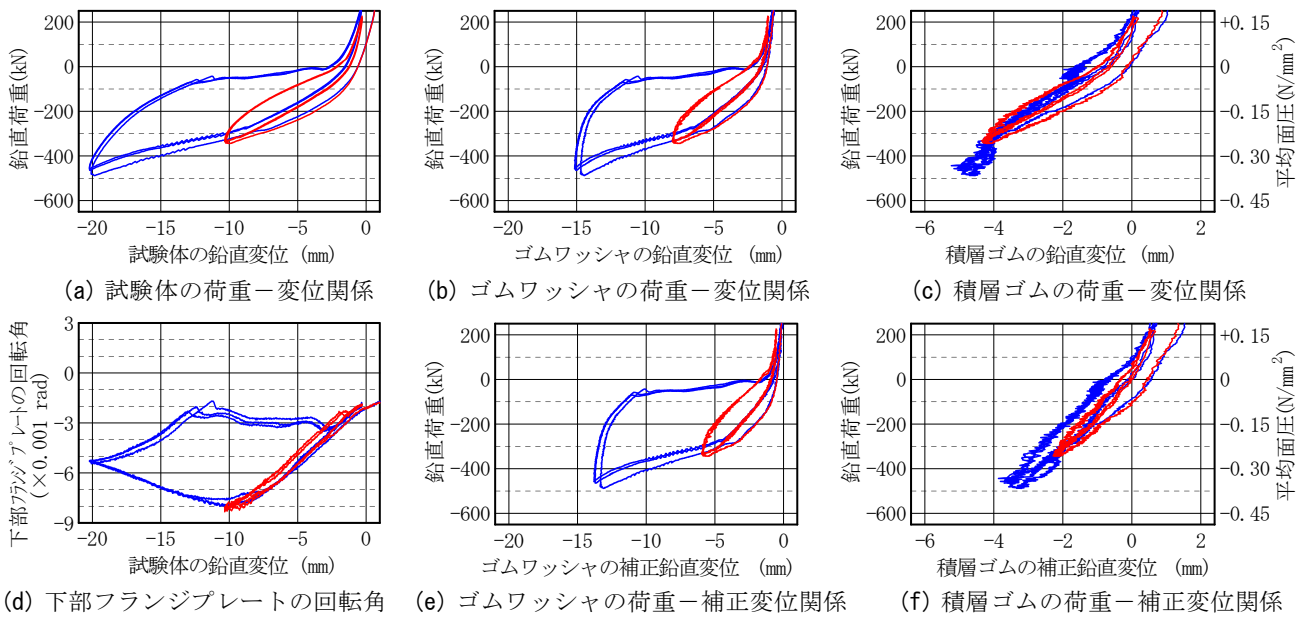 200
0
-200
-400
-600
鉛直荷重(kN)
-20 -15 -10 -5 0
試験体の鉛直変位 (mm)
(a) 試験体の荷重－変位関係
200
0
-200
-400
-600
鉛直荷重(kN)
-20 -15 -10 -5 0
ゴムワッシャの鉛直変位 (mm)
(b) ゴムワッシャの荷重－変位関係
200
0
-200
-400
-600
鉛直荷重(kN)
+0.15
0
-0.15
-0.30
-0.45
平均面圧(N/mm²)
-6 -4 -2 0 2
積層ゴムの鉛直変位 (mm)
(c) 積層ゴムの荷重－変位関係
3
0
-3
-6
-9
下部フランジプレートの回転角
(×0.001 rad)
-20 -15 -10 -5 0
試験体の鉛直変位 (mm)
(d) 下部フランジプレートの回転角
200
0
-200
-400
-600
鉛直荷重(kN)
-20 -15 -10 -5 0
ゴムワッシャの補正鉛直変位 (mm)
(e) ゴムワッシャの荷重－補正変位関係
200
0
-200
-400
-600
鉛直荷重(kN)
+0.15
0
-0.15
-0.30
-0.45
平均面圧(N/mm²)
-6 -4 -2 0 2
積層ゴムの補正鉛直変位 (mm)
(f) 積層ゴムの荷重－補正変位関係